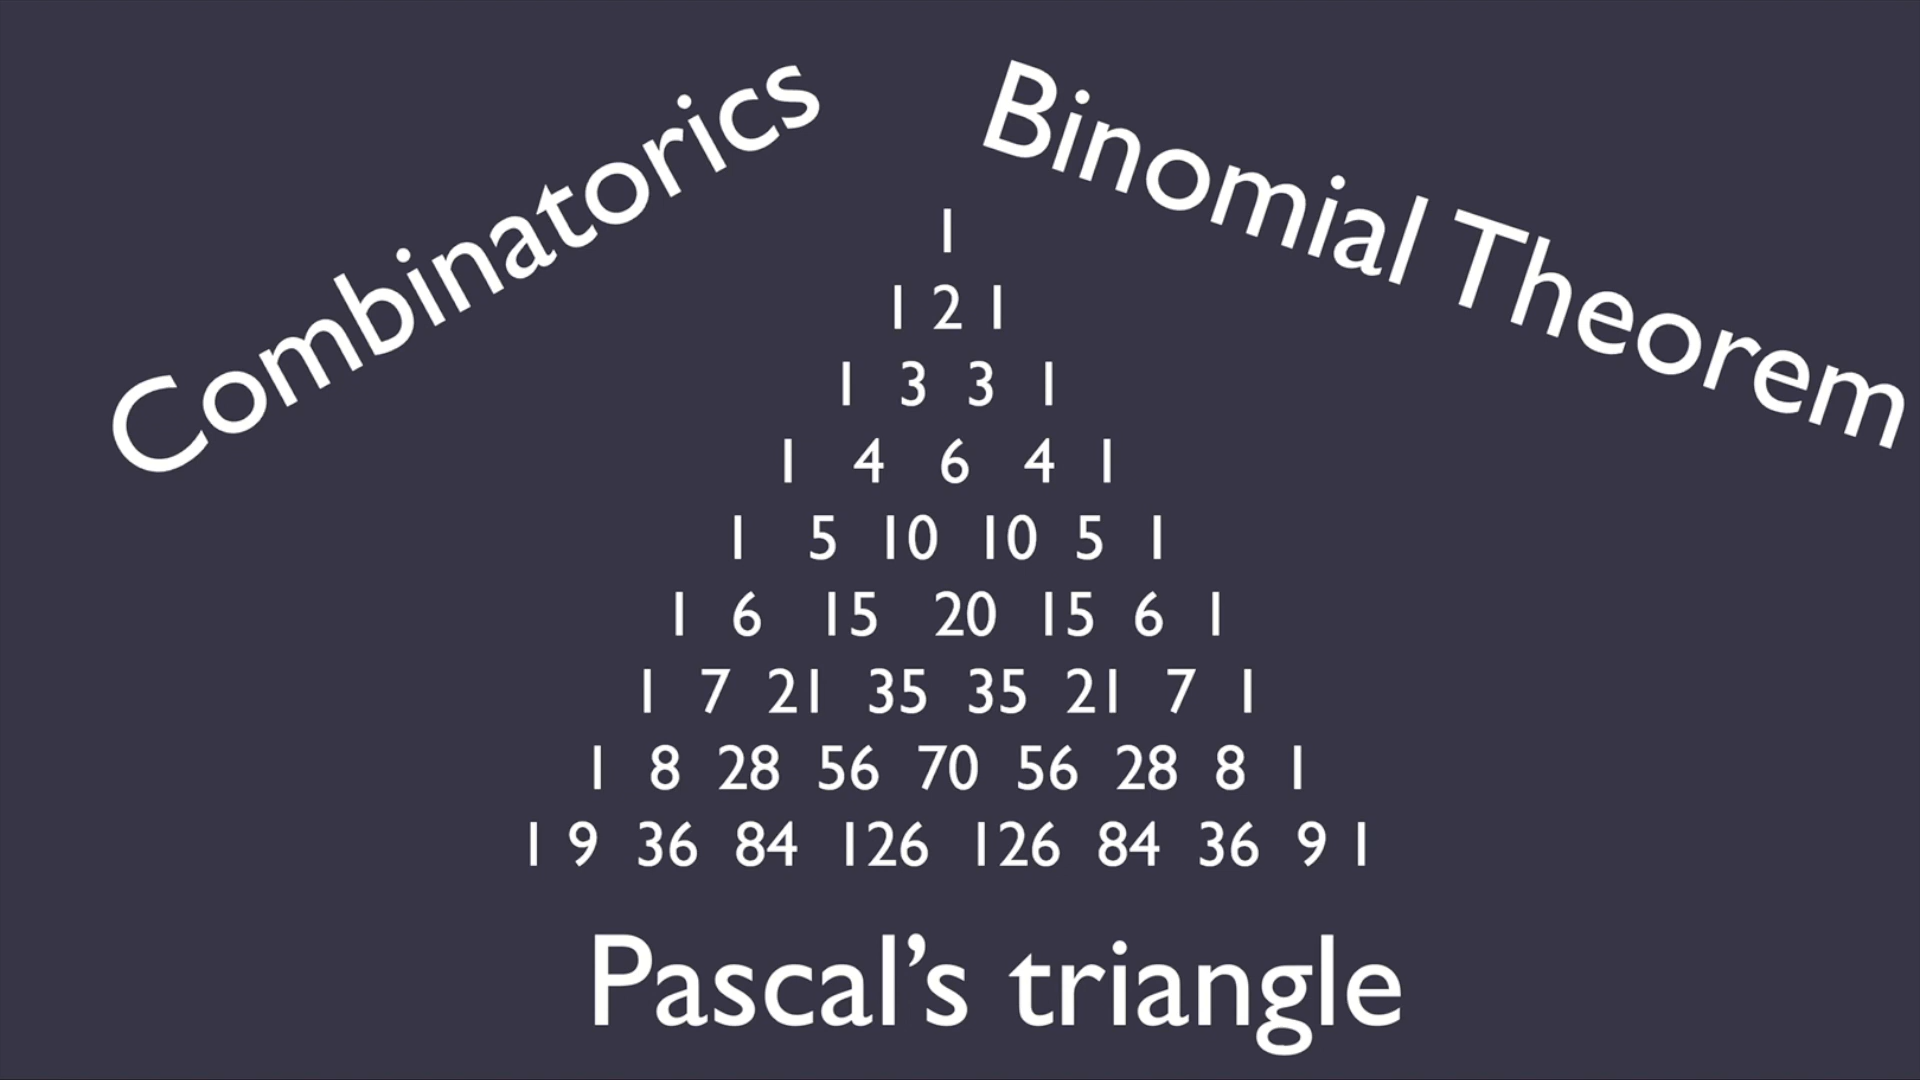 Combinatorics
Binomial Theorem
1
1 2 1
1 3 3 1
1 4 6 4 1
1 5 10 10 5 1
1 6 15 20 15 6 1
1 7 21 35 35 21 7 1
1 8 28 56 70 56 28 8 1
1 9 36 84 126 126 84 36 9 1
Pascal’s triangle